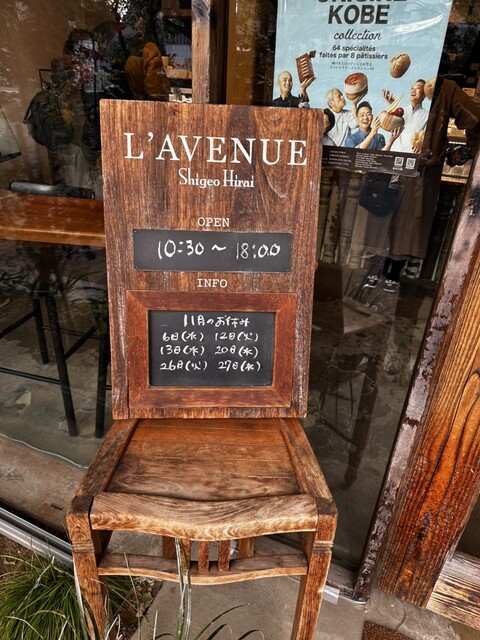 KOBE
collection
64 spécialités
faites par 8 pâtissiers
L'AVENUE
Shigeo Hirai
OPEN
10:30〜18:00
INFO
11月のお休み
6日(水) 12日(火)
13日(水) 20日(水)
26日(火) 27日(水)